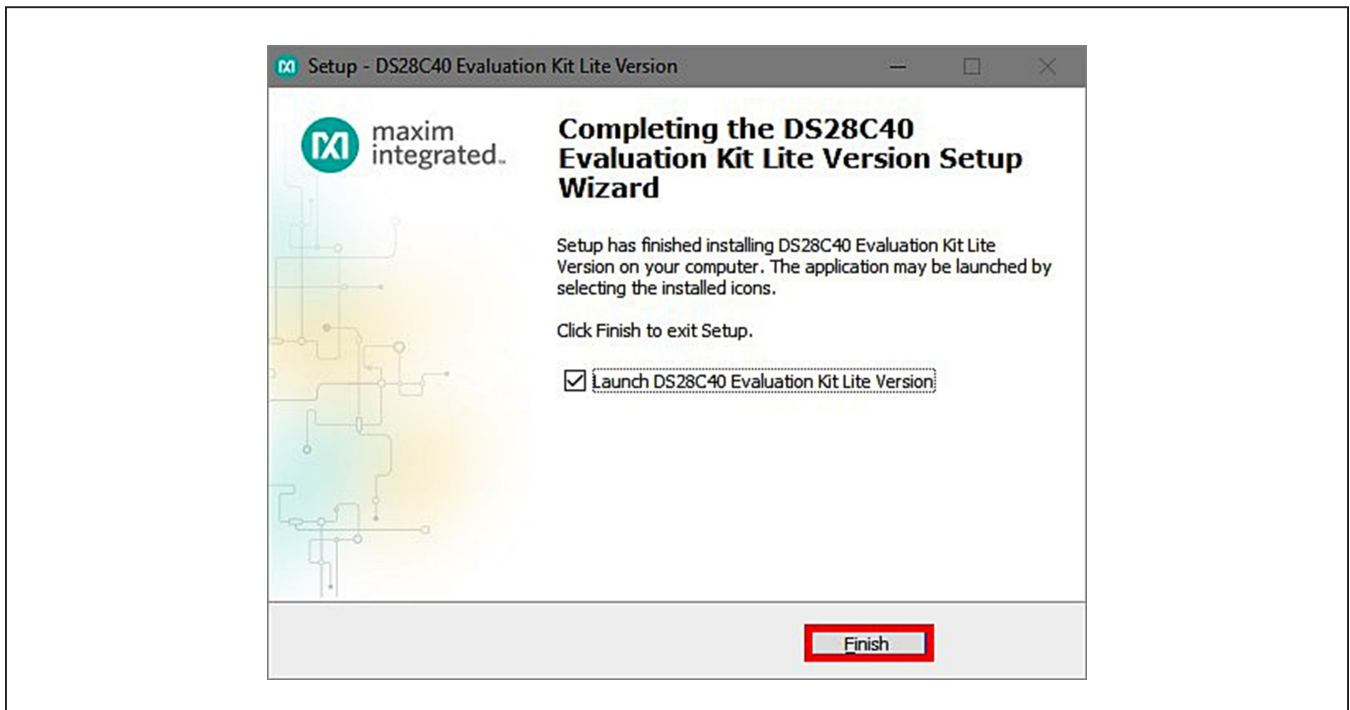 Setup - DS28C40 Evaluation Kit Lite Version
maxim
integrated™
Completing the DS28C40
Evaluation Kit Lite Version Setup
Wizard
Setup has finished installing DS28C40 Evaluation Kit Lite
Version on your computer. The application may be launched by
selecting the installed icons.
Click Finish to exit Setup.
Launch DS28C40 Evaluation Kit Lite Version
Finish